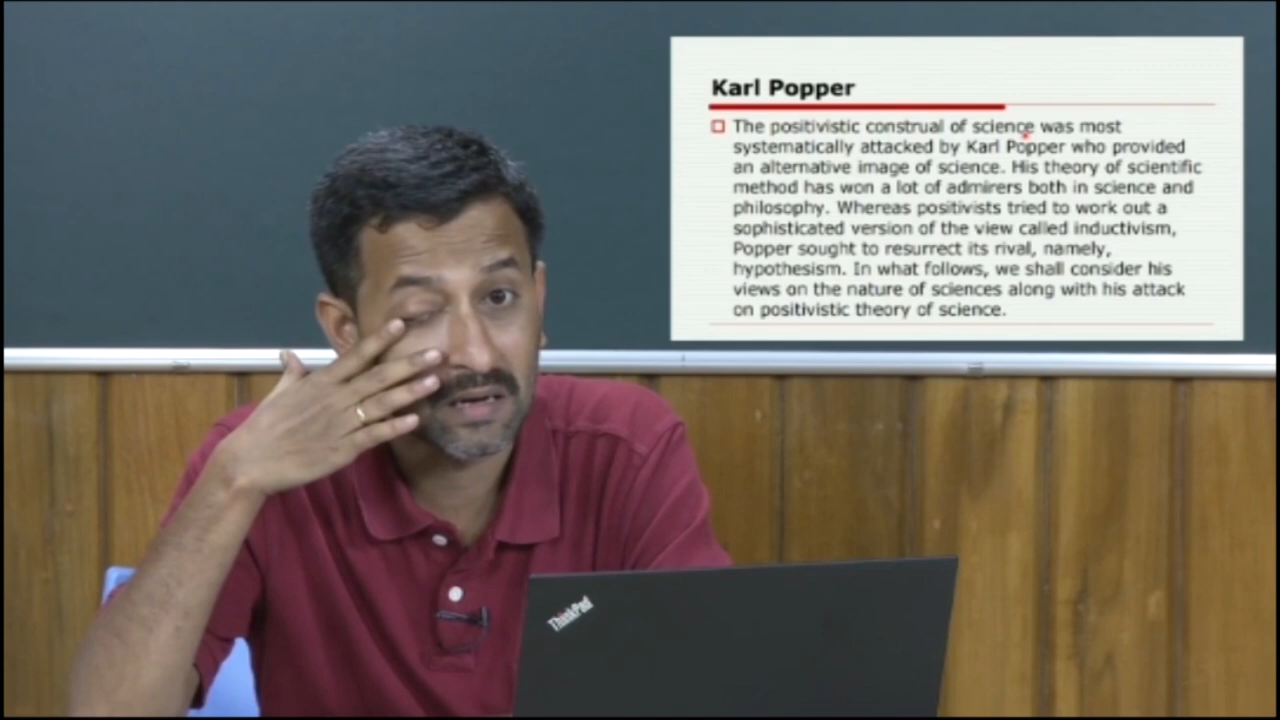 Karl Popper
The positivistic construal of science was most
systematically attacked by Karl Popper who provided
an alternative image of science. His theory of scientific
method has won a lot of admirers both in science and
philosophy. Whereas positivists tried to work out a
sophisticated version of the view called inductivism,
Popper sought to resurrect its rival, namely,
hypothesism. In what follows, we shall consider his
views on the nature of sciences along with his attack
on positivistic theory of science.
ThinkPad